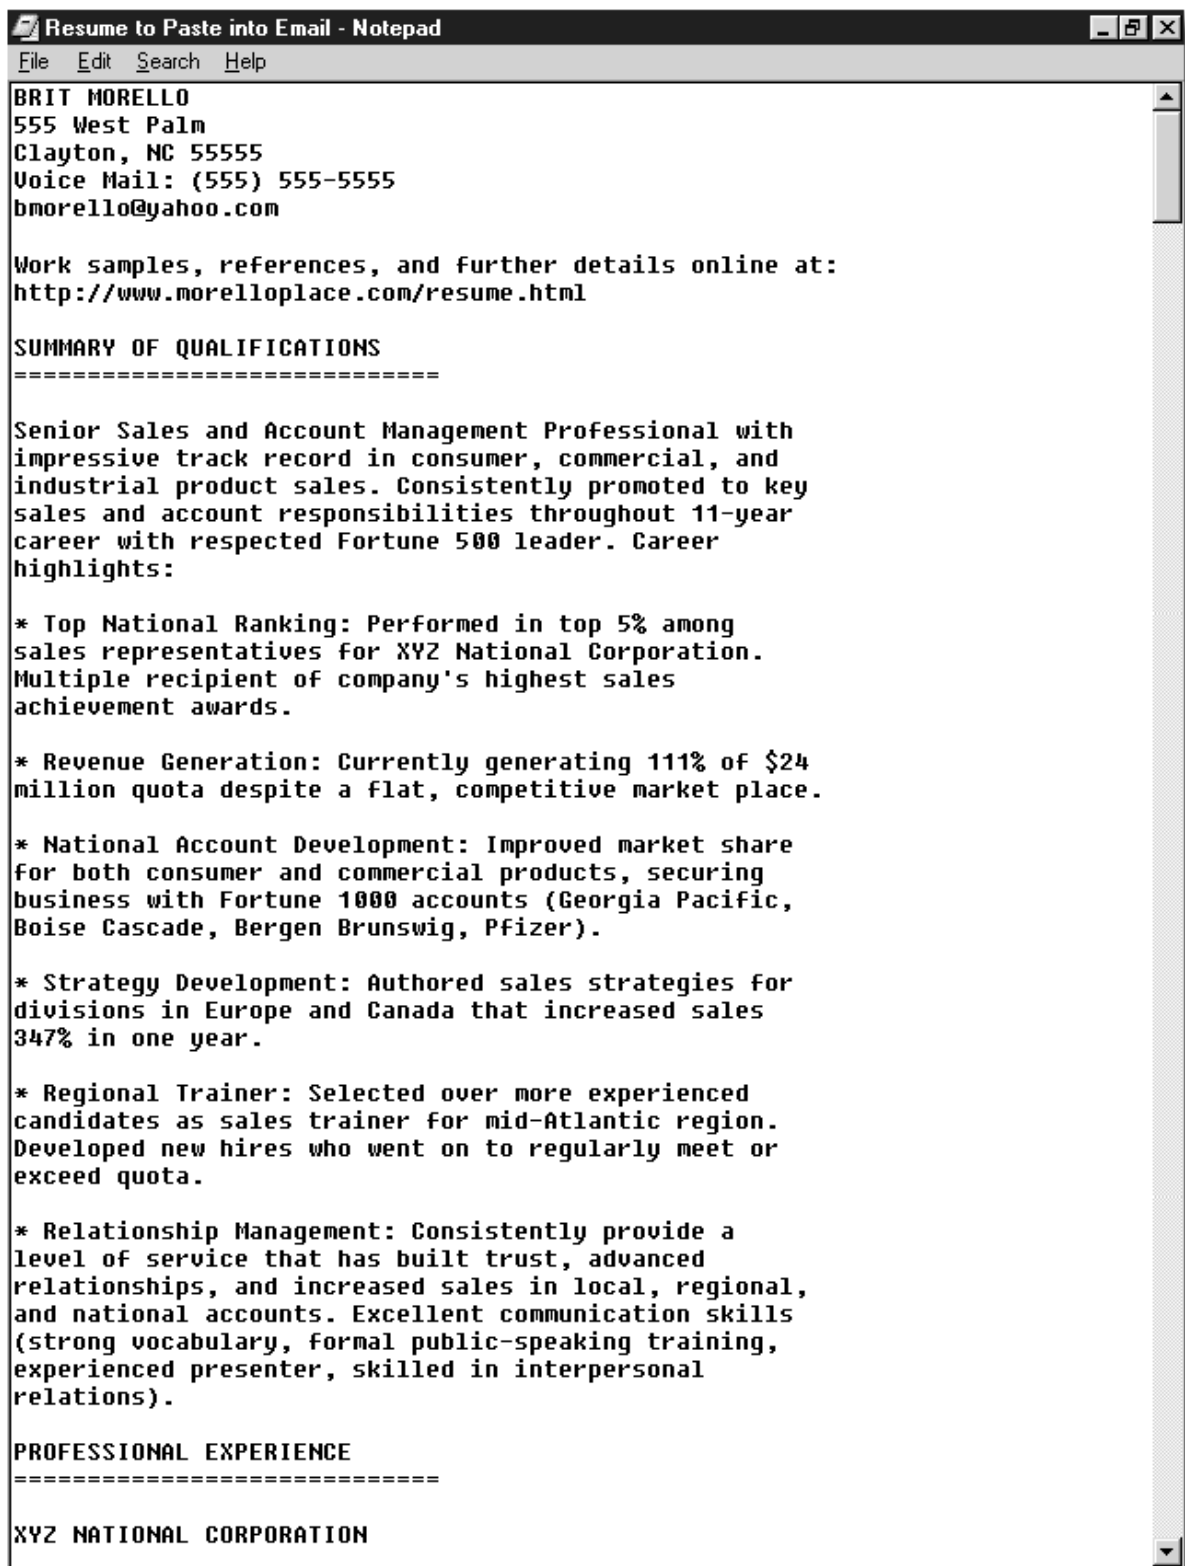 Resume to Paste into Email - Notepad
File Edit Search Help
BRIT MORELLO
555 West Palm
Clayton, NC 55555
Voice Mail: (555) 555-5555
bmorello@yahoo.com
Work samples, references, and further details online at:
http://www.morelloplace.com/resume.html
SUMMARY OF QUALIFICATIONS
=============================
Senior Sales and Account Management Professional with
impressive track record in consumer, commercial, and
industrial product sales. Consistently promoted to key
sales and account responsibilities throughout 11-year
career with respected Fortune 500 leader. Career
highlights:
* Top National Ranking: Performed in top 5% among
sales representatives for XYZ National Corporation.
Multiple recipient of company's highest sales
achievement awards.
* Revenue Generation: Currently generating 111% of $24
million quota despite a flat, competitive market place.
* National Account Development: Improved market share
for both consumer and commercial products, securing
business with Fortune 1000 accounts (Georgia Pacific,
Boise Cascade, Bergen Brunswig, Pfizer).
* Strategy Development: Authored sales strategies for
divisions in Europe and Canada that increased sales
347% in one year.
* Regional Trainer: Selected over more experienced
candidates as sales trainer for mid-Atlantic region.
Developed new hires who went on to regularly meet or
exceed quota.
* Relationship Management: Consistently provide a
level of service that has built trust, advanced
relationships, and increased sales in local, regional,
and national accounts. Excellent communication skills
(strong vocabulary, formal public-speaking training,
experienced presenter, skilled in interpersonal
relations).
PROFESSIONAL EXPERIENCE
=============================
XYZ NATIONAL CORPORATION